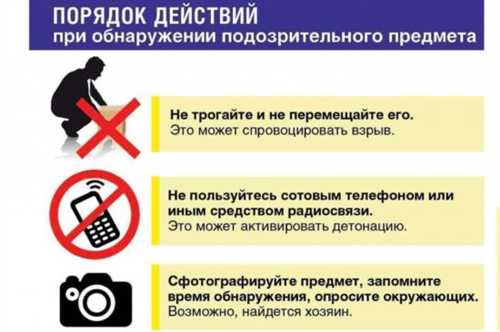 ПОРЯДОК ДЕЙСТВИЙ
при обнаружении подозрительного предмета
Не трогайте и не перемещайте его.
Это может спровоцировать взрыв.
Не пользуйтесь сотовым телефоном или
иным средством радиосвязи.
Это может активировать детонацию.
Сфотографируйте предмет, запомните
время обнаружения, опросите окружающих.
Возможно, найдется хозяин.